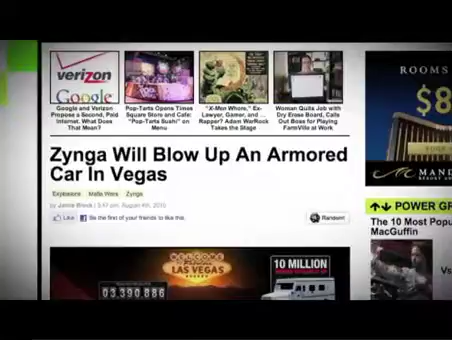 verizon
Google
Google and Verizon
Propose a Second, Paid
Internet. What Does
That Mean?
Pop-Tarts Opens Times
Square Store and Cafe:
"Pop-Tarts Sushi" on
Menu
"X-Men Whore," Ex-
Lawyer, Gamer, and ...
Rapper? Adam WarRock
Takes the Stage
Woman Quits Job with
Dry Erase Board, Calls
Out Boss for Playing
FarmVille at Work
Zynga Will Blow Up An Armored
Car In Vegas
Explosions Mafia Wars Zynga
2010
Like
Be the first of your friends to like this.
Random!
WELCOME
LAS VEGAS
03,390,886
10 MILLION
ROOMS
$8
MAND
POWER GR
The 10 Most Popu
MacGuffin
Vs